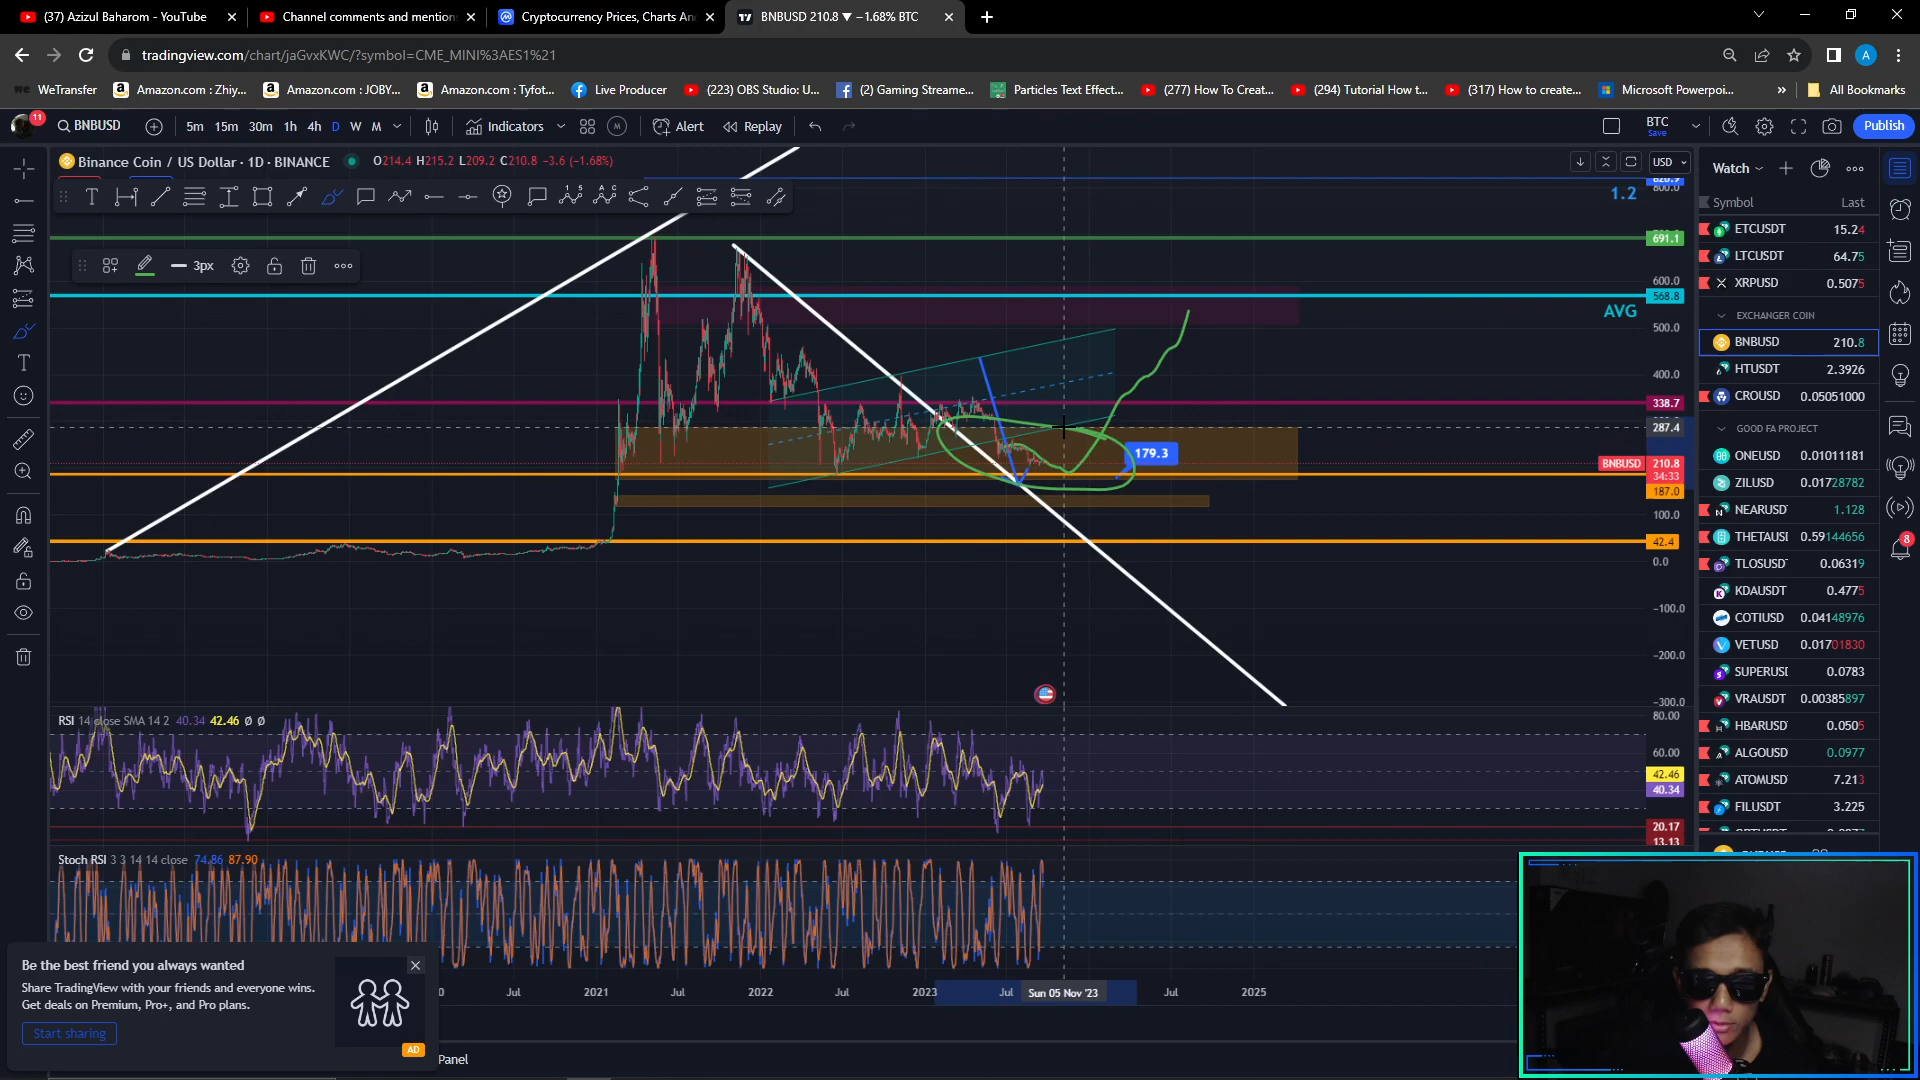 (37) Azizul Baharom - YouTube
Channel comments and mention
Cryptocurrency Prices, Charts An
BNBUSD 210.8 ▼ −1.68% BTC
tradingview.com/chart/jaGvxKWC/?symbol=CME_MINI%3AES1%21
A
WeTransfer
Amazon.com : Zhiy...
Amazon.com : JOBY...
Amazon.com : Tyfot...
Live Producer
(223) OBS Studio: U...
(2) Gaming Streame...
Particles Text Effect...
(277) How To Creat...
(294) Tutorial How t...
(317) How to create...
Microsoft Powerpoi...
»
All Bookmarks
11
BNBUSD
5m 15m 30m 1h 4h D W M
Indicators
M
Alert
Replay
BTC
Save
Publish
Binance Coin / US Dollar · 1D · BINANCE
O214.4 H215.2 L209.2 C210.8 −3.6 (−1.68%)
USD
1.2
AVG
179.3
800.0
691.1
600.0
568.8
500.0
400.0
338.7
287.4
BNBUSD 210.8
34:33
187.0
100.0
42.4
0.0
−100.0
−200.0
−300.0
3px
RSI 14 close SMA 14 2 40.34 42.46 Ø Ø
80.00
60.00
42.46
40.34
20.17
13.13
Stoch RSI 3 3 14 14 close 74.86 87.90
Jul
2021
Jul
2022
Jul
2023
Jul
Sun 05 Nov '23
Jul
2025
Panel
Be the best friend you always wanted
Share TradingView with your friends and everyone wins.
Get deals on Premium, Pro+, and Pro plans.
Start sharing
AD
Watch
Symbol
Last
ETCUSDT 15.24
LTCUSDT 64.75
XRPUSD 0.5075
EXCHANGER COIN
BNBUSD 210.8
HTUSDT 2.3926
CROUSD 0.05051000
GOOD FA PROJECT
ONEUSD 0.01011181
ZILUSD 0.01728782
NEARUSD 1.128
THETAUSI 0.59144656
TLOSUSD 0.06319
KDAUSDT 0.4775
COTIUSD 0.04148976
VETUSD 0.01701830
SUPERUSI 0.0783
VRAUSDT 0.00385897
HBARUSD 0.0505
ALGOUSD 0.0977
ATOMUSD 7.213
FILUSDT 3.225
8